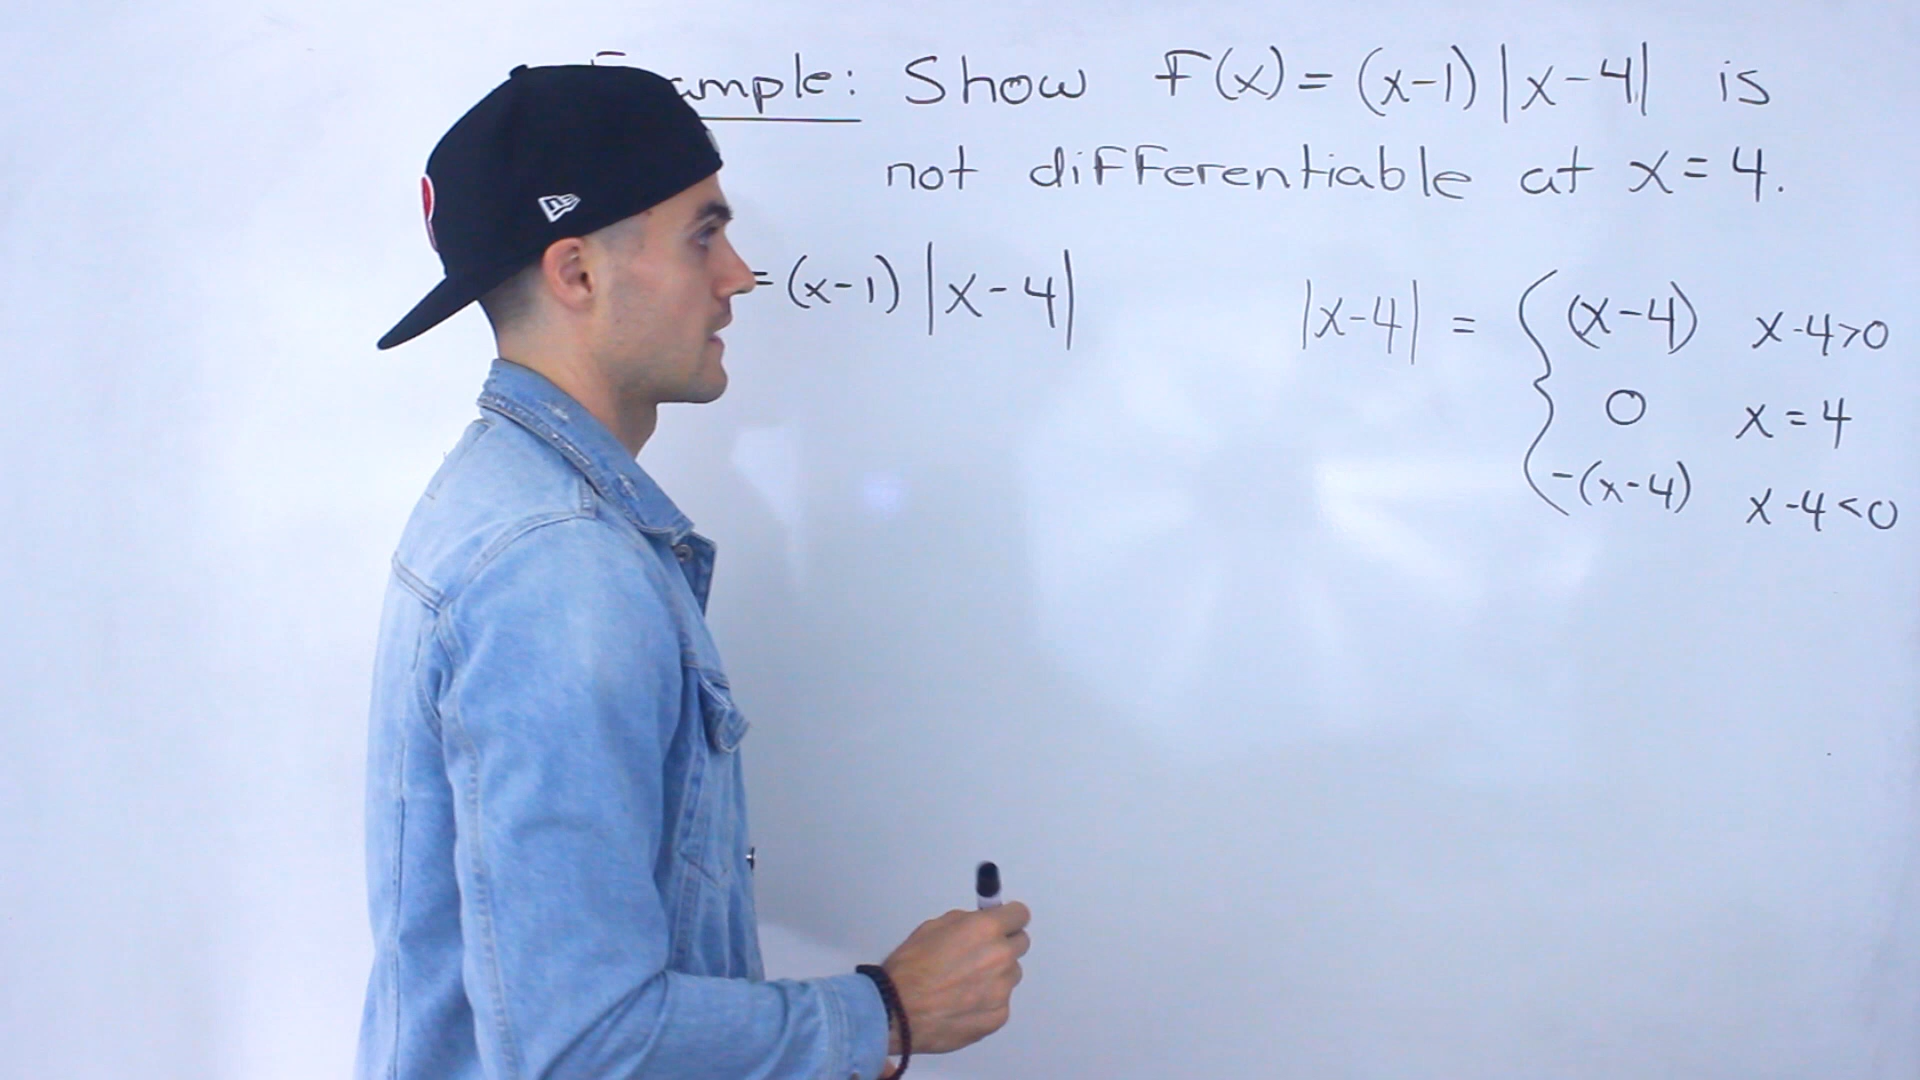 ample: Show F(x) = (x-1) |x-4| is
not differentiable at x = 4.
= (x-1) |x-4|
|x-4| = { (x-4) x-4>0
0 x = 4
-(x-4) x-4<0